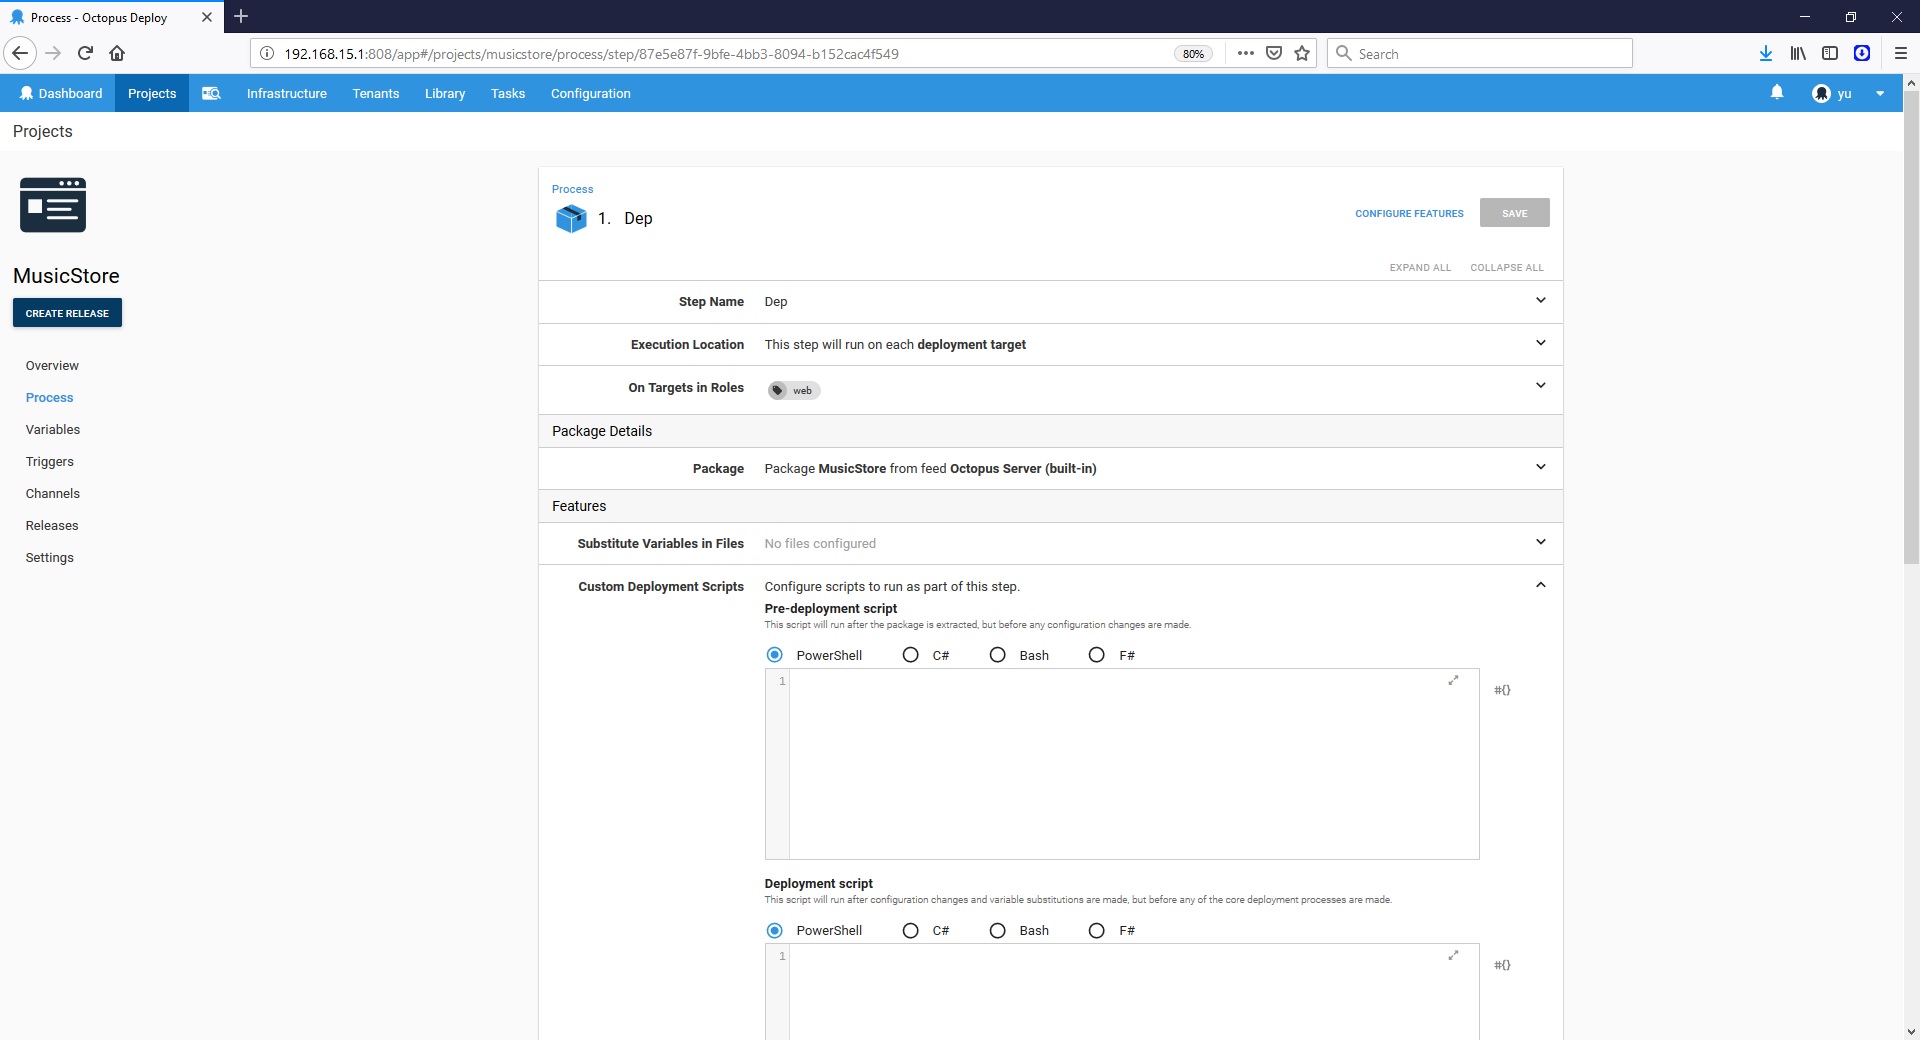 Process - Octopus Deploy
192.168.15.1:808/app#/projects/musicstore/process/step/87e5e87f-9bfe-4bb3-8094-b152cac4f549
80%
Search
Dashboard
Projects
Infrastructure
Tenants
Library
Tasks
Configuration
yu
Projects
MusicStore
CREATE RELEASE
Overview
Process
Variables
Triggers
Channels
Releases
Settings
Process
1. Dep
CONFIGURE FEATURES
SAVE
EXPAND ALL
COLLAPSE ALL
Step Name Dep
Execution Location This step will run on each deployment target
On Targets in Roles web
Package Details
Package Package MusicStore from feed Octopus Server (built-in)
Features
Substitute Variables in Files No files configured
Custom Deployment Scripts Configure scripts to run as part of this step.
Pre-deployment script
This script will run after the package is extracted, but before any configuration changes are made.
PowerShell C# Bash F#
1
#{}
Deployment script
This script will run after configuration changes and variable substitutions are made, but before any of the core deployment processes are made.
PowerShell C# Bash F#
1
#{}